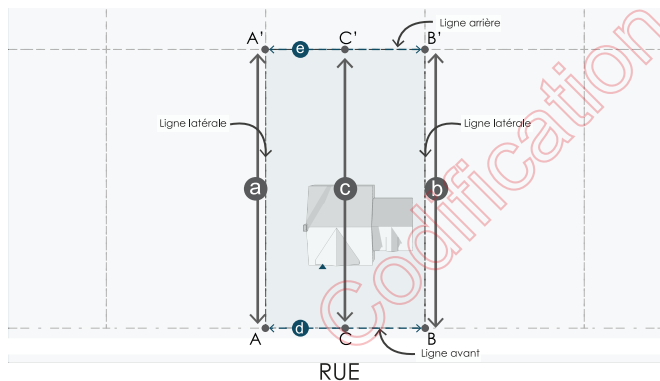 Ligne arrière
A' C' B'
e
Ligne latérale Ligne latérale
a c b
d
A C B
Ligne avant
RUE
Codification